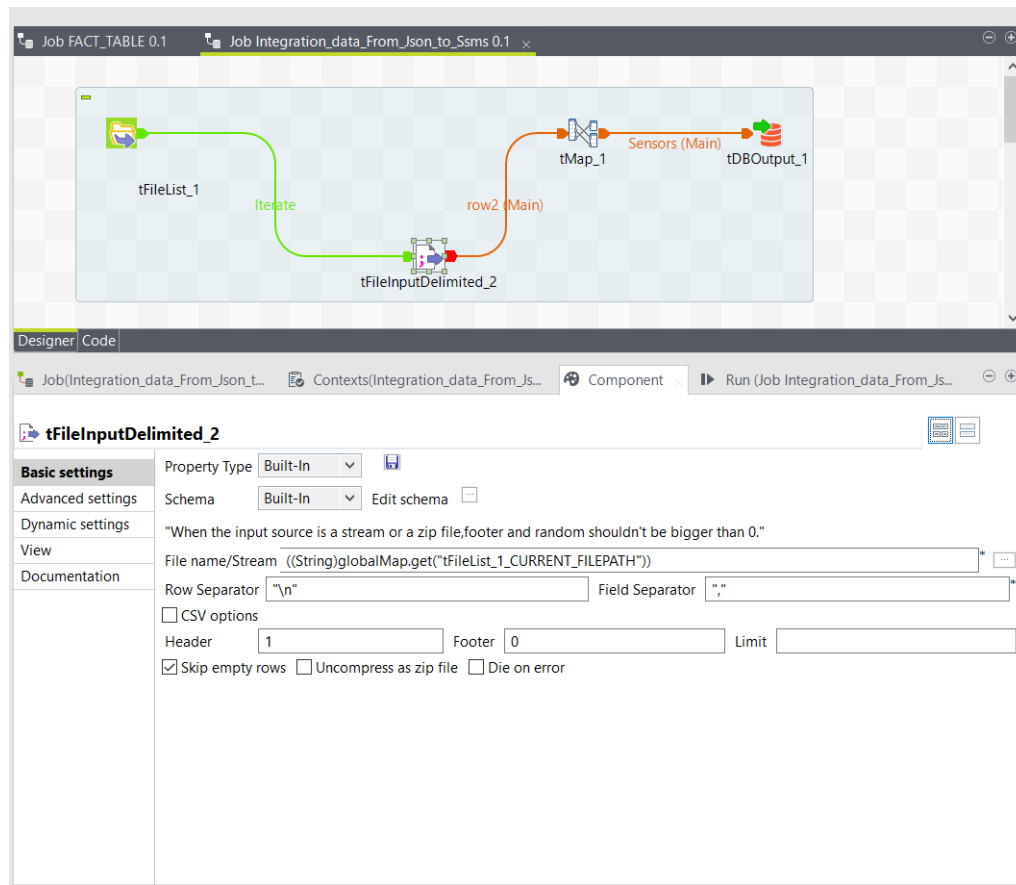 Job FACT_TABLE 0.1 Job Integration_data_From_Json_to_Ssms 0.1
tFileList_1
Iterate
row2 (Main)
tMap_1
Sensors (Main)
tDBOutput_1
tFileInputDelimited_2
Designer Code
Job(Integration_data_From_Json_t... Contexts(Integration_data_From_Js... Component Run (Job Integration_data_From_Js...
tFileInputDelimited_2
Basic settings
Advanced settings
Dynamic settings
View
Documentation
Property Type Built-In
Schema Built-In Edit schema
"When the input source is a stream or a zip file,footer and random shouldn't be bigger than 0."
File name/Stream ((String)globalMap.get("tFileList_1_CURRENT_FILEPATH")) *
Row Separator "\n" Field Separator "," *
CSV options
Header 1 Footer 0 Limit
Skip empty rows Uncompress as zip file Die on error